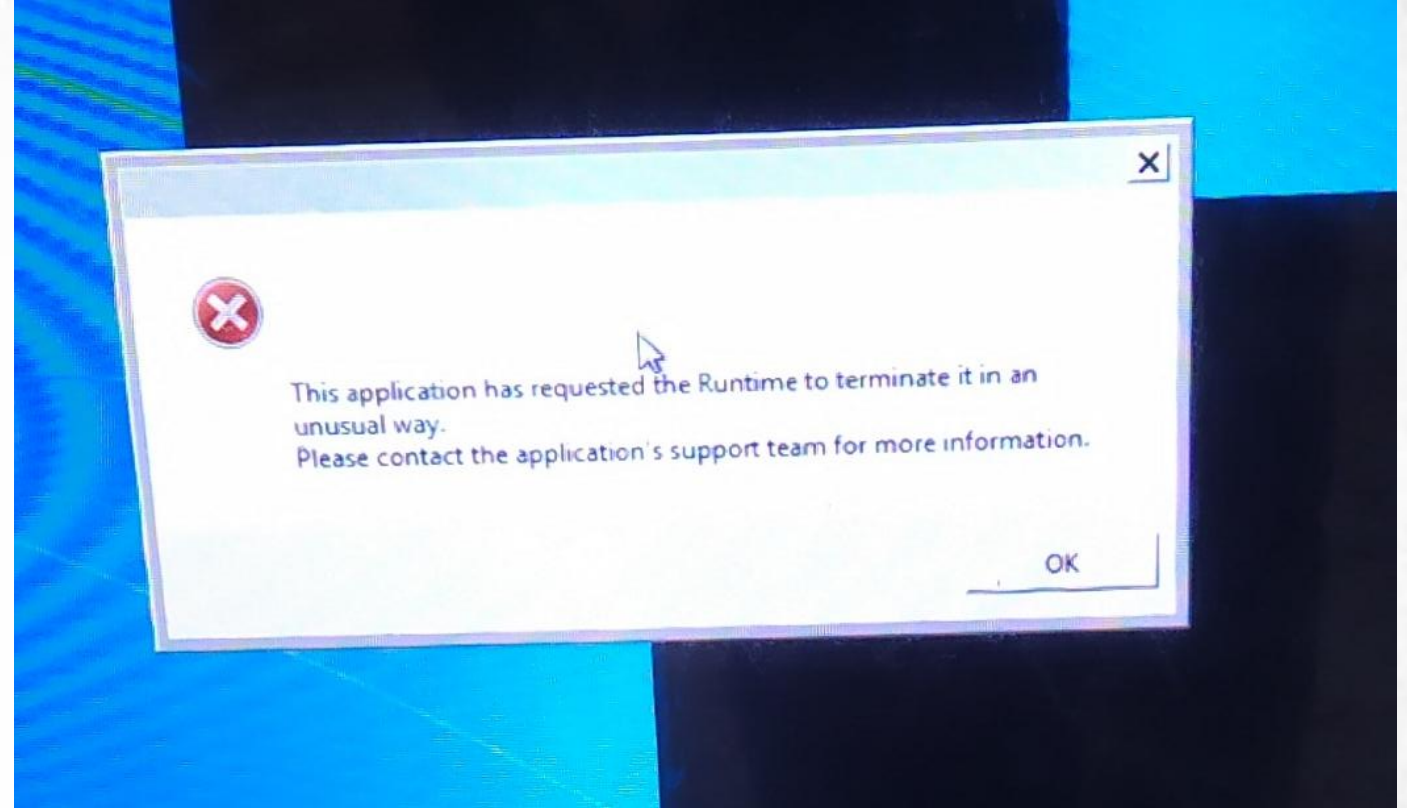 This application has requested the Runtime to terminate it in an
unusual way.
Please contact the application's support team for more information.
OK